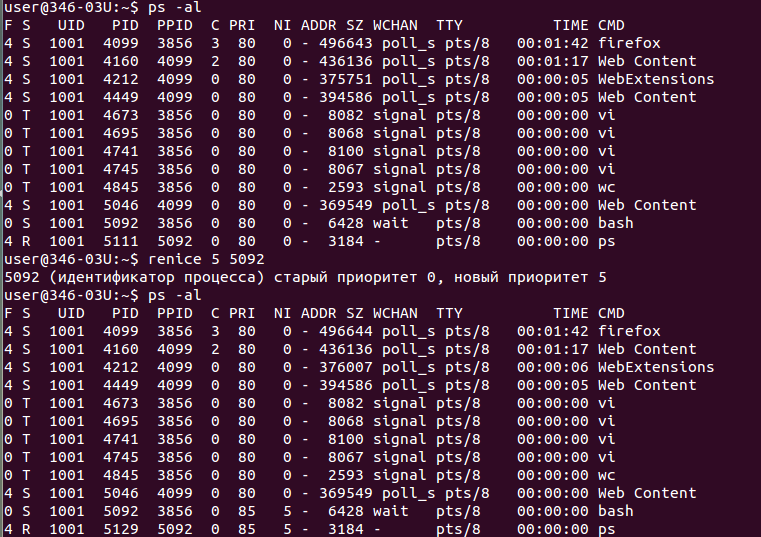 user@346-03U:~$ ps -al
F S   UID   PID  PPID  C PRI  NI ADDR SZ WCHAN  TTY          TIME CMD
4 S  1001  4099  3856  3  80   0 - 496643 poll_s pts/8   00:01:42 firefox
4 S  1001  4160  4099  2  80   0 - 436136 poll_s pts/8   00:01:17 Web Content
4 S  1001  4212  4099  0  80   0 - 375751 poll_s pts/8   00:00:05 WebExtensions
4 S  1001  4449  4099  0  80   0 - 394586 poll_s pts/8   00:00:05 Web Content
0 T  1001  4673  3856  0  80   0 -  8082 signal pts/8    00:00:00 vi
0 T  1001  4695  3856  0  80   0 -  8068 signal pts/8    00:00:00 vi
0 T  1001  4741  3856  0  80   0 -  8100 signal pts/8    00:00:00 vi
0 T  1001  4745  3856  0  80   0 -  8067 signal pts/8    00:00:00 vi
0 T  1001  4845  3856  0  80   0 -  2593 signal pts/8    00:00:00 wc
4 S  1001  5046  4099  0  80   0 - 369549 poll_s pts/8   00:00:00 Web Content
0 S  1001  5092  3856  0  80   0 -  6428 wait   pts/8    00:00:00 bash
4 R  1001  5111  5092  0  80   0 -  3184 -      pts/8    00:00:00 ps
user@346-03U:~$ renice 5 5092
5092 (идентификатор процесса) старый приоритет 0, новый приоритет 5
user@346-03U:~$ ps -al
F S   UID   PID  PPID  C PRI  NI ADDR SZ WCHAN  TTY          TIME CMD
4 S  1001  4099  3856  3  80   0 - 496644 poll_s pts/8   00:01:42 firefox
4 S  1001  4160  4099  2  80   0 - 436136 poll_s pts/8   00:01:17 Web Content
4 S  1001  4212  4099  0  80   0 - 376007 poll_s pts/8   00:00:06 WebExtensions
4 S  1001  4449  4099  0  80   0 - 394586 poll_s pts/8   00:00:05 Web Content
0 T  1001  4673  3856  0  80   0 -  8082 signal pts/8    00:00:00 vi
0 T  1001  4695  3856  0  80   0 -  8068 signal pts/8    00:00:00 vi
0 T  1001  4741  3856  0  80   0 -  8100 signal pts/8    00:00:00 vi
0 T  1001  4745  3856  0  80   0 -  8067 signal pts/8    00:00:00 vi
0 T  1001  4845  3856  0  80   0 -  2593 signal pts/8    00:00:00 wc
4 S  1001  5046  4099  0  80   0 - 369549 poll_s pts/8   00:00:00 Web Content
0 S  1001  5092  3856  0  85   5 -  6428 wait   pts/8    00:00:00 bash
4 R  1001  5129  5092  0  85   5 -  3184 -      pts/8    00:00:00 ps